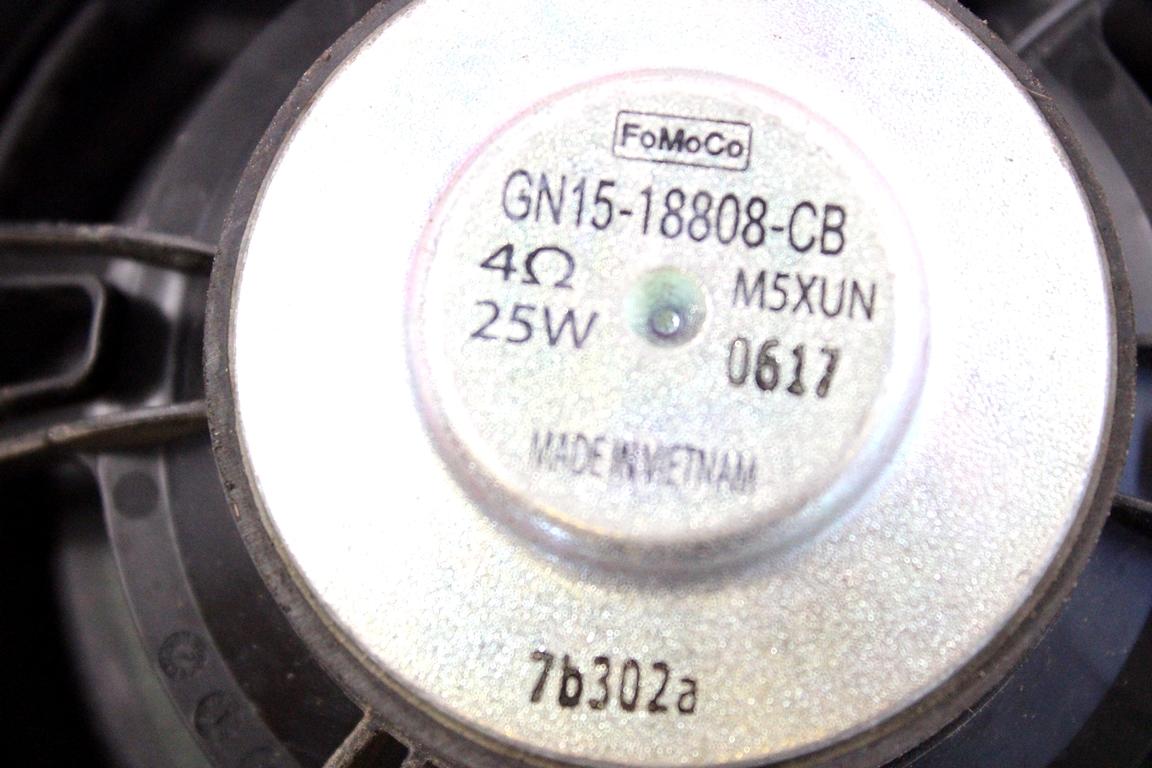 FoMoCo
GN15-18808-CB
4Ω
M5XUN
25W
0617
MADE IN VIETNAM
7b302a